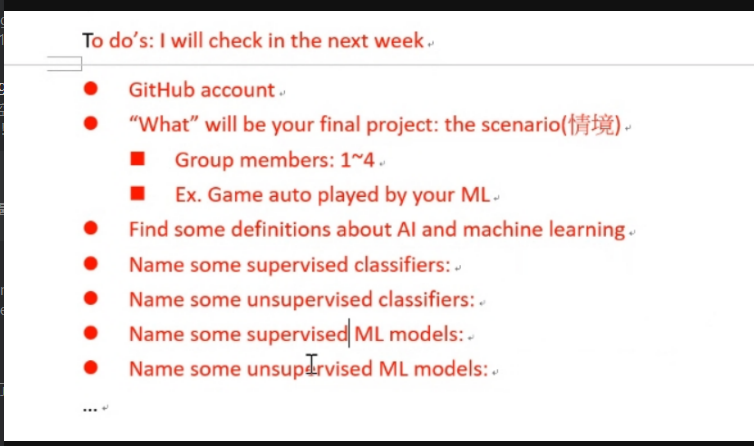 To do's: I will check in the next week
● GitHub account
● “What” will be your final project: the scenario(情境)
■ Group members: 1~4
■ Ex. Game auto played by your ML
● Find some definitions about AI and machine learning
● Name some supervised classifiers:
● Name some unsupervised classifiers:
● Name some supervised ML models:
● Name some unsupervised ML models:
...